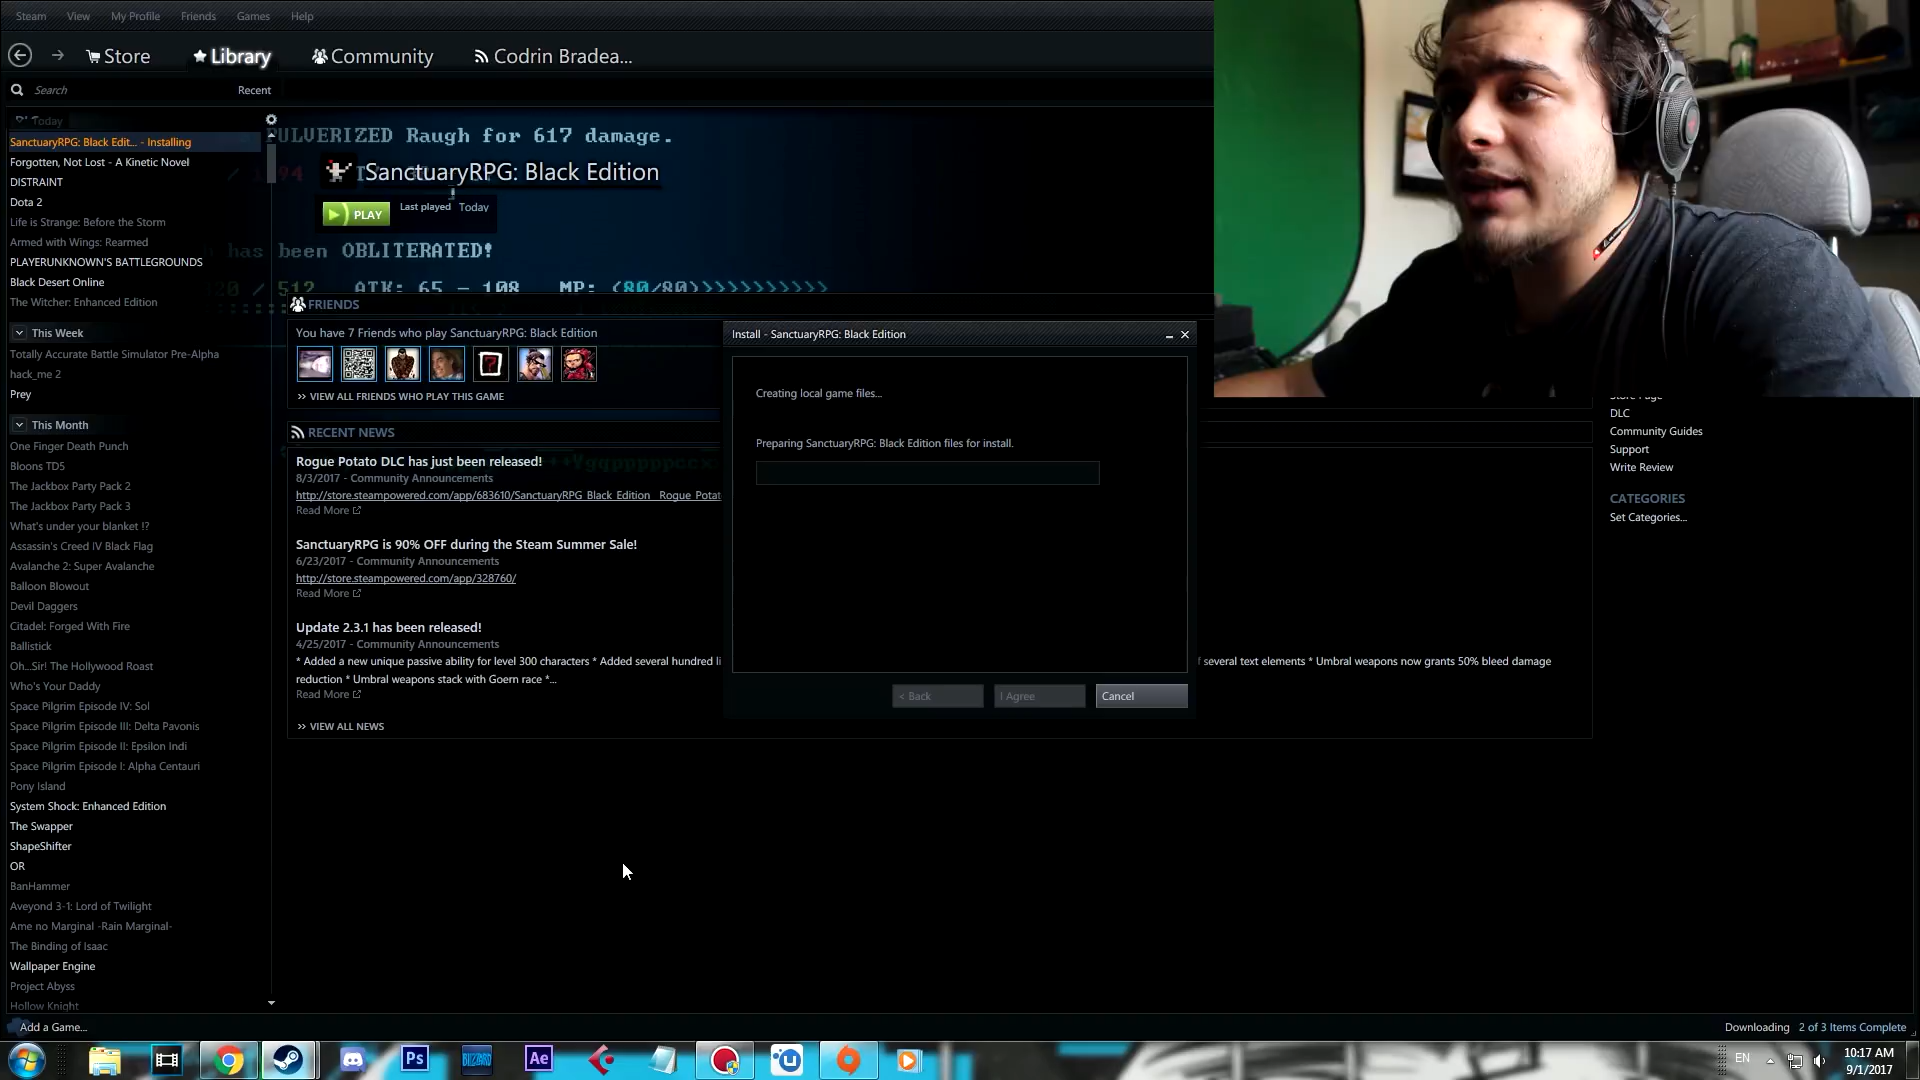 Steam View My Profile Friends Games Help
Store Library Community Codrin Bradea...
Search Recent
Today
SanctuaryRPG: Black Edit... - Installing
Forgotten, Not Lost - A Kinetic Novel
DISTRAINT
Dota 2
Life is Strange: Before the Storm
Armed with Wings: Rearmed
PLAYERUNKNOWN'S BATTLEGROUNDS
Black Desert Online
The Witcher: Enhanced Edition
This Week
Totally Accurate Battle Simulator Pre-Alpha
hack_me 2
Prey
This Month
One Finger Death Punch
Bloons TD5
The Jackbox Party Pack 2
The Jackbox Party Pack 3
What's under your blanket !?
Assassin's Creed IV Black Flag
Avalanche 2: Super Avalanche
Balloon Blowout
Devil Daggers
Citadel: Forged With Fire
Ballistick
Oh...Sir! The Hollywood Roast
Who's Your Daddy
Space Pilgrim Episode IV: Sol
Space Pilgrim Episode III: Delta Pavonis
Space Pilgrim Episode II: Epsilon Indi
Space Pilgrim Episode I: Alpha Centauri
Pony Island
System Shock: Enhanced Edition
The Swapper
ShapeShifter
OR
BanHammer
Aveyond 3-1: Lord of Twilight
Ame no Marginal -Rain Marginal-
The Binding of Isaac
Wallpaper Engine
Project Abyss
Hollow Knight
Add a Game...
PULVERIZED Raugh for 617 damage.
SanctuaryRPG: Black Edition
PLAY
Last played Today
has been OBLITERATED!
/ 512 ATK: 65 - 108 MP: (80/80)>>>>>>>>>>
FRIENDS
You have 7 Friends who play SanctuaryRPG: Black Edition
>> VIEW ALL FRIENDS WHO PLAY THIS GAME
RECENT NEWS
Rogue Potato DLC has just been released!
8/3/2017 - Community Announcements
http://store.steampowered.com/app/683610/SanctuaryRPG_Black_Edition__Rogue_Potat
Read More
SanctuaryRPG is 90% OFF during the Steam Summer Sale!
6/23/2017 - Community Announcements
http://store.steampowered.com/app/328760/
Read More
Update 2.3.1 has been released!
4/25/2017 - Community Announcements
* Added a new unique passive ability for level 300 characters * Added several hundred li
f several text elements * Umbral weapons now grants 50% bleed damage
reduction * Umbral weapons stack with Goern race *...
Read More
>> VIEW ALL NEWS
Install - SanctuaryRPG: Black Edition
Creating local game files...
Preparing SanctuaryRPG: Black Edition files for install.
< Back I Agree Cancel
Store Page
DLC
Community Guides
Support
Write Review
CATEGORIES
Set Categories...
Downloading 2 of 3 Items Complete
Ps
BLIZZARD
Ae
EN
10:17 AM
9/1/2017